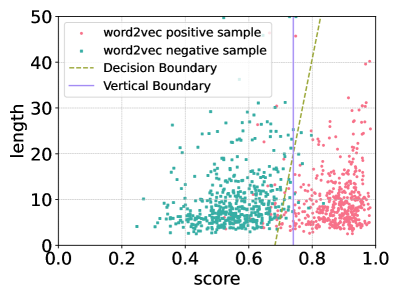 word2vec positive sample
word2vec negative sample
Decision Boundary
Vertical Boundary
length
50
40
30
20
10
0
0.0 0.2 0.4 0.6 0.8 1.0
score